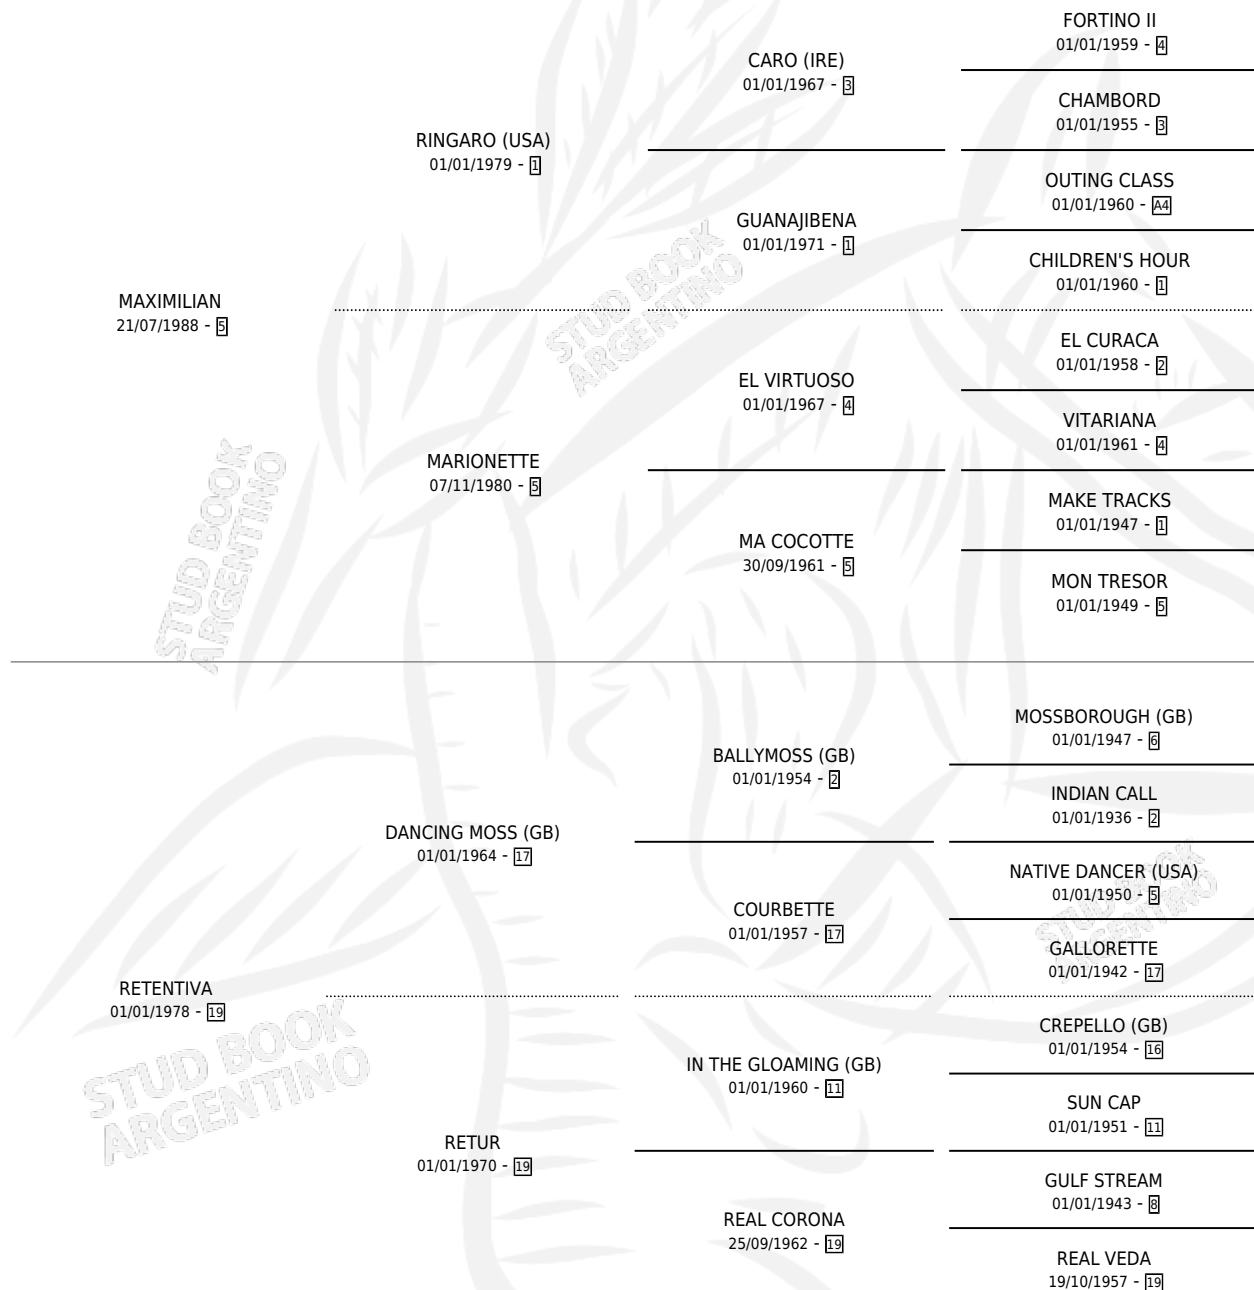 FORTINO II
01/01/1959 - 4
CARO (IRE)
01/01/1967 - 3
CHAMBORD
01/01/1955 - 3
RINGARO (USA)
01/01/1979 - 1
OUTING CLASS
01/01/1960 - A4
GUANAJIBENA
01/01/1971 - 1
CHILDREN'S HOUR
01/01/1960 - 1
MAXIMILIAN
21/07/1988 - 5
EL CURACA
01/01/1958 - 2
EL VIRTUOSO
01/01/1967 - 4
VITARIANA
01/01/1961 - 4
MARIONETTE
07/11/1980 - 5
MAKE TRACKS
01/01/1947 - 1
MA COCOTTE
30/09/1961 - 5
MON TRESOR
01/01/1949 - 5
MOSSBOROUGH (GB)
01/01/1947 - 6
BALLYMOSS (GB)
01/01/1954 - 2
INDIAN CALL
01/01/1936 - 2
DANCING MOSS (GB)
01/01/1964 - 17
NATIVE DANCER (USA)
01/01/1950 - 5
COURBETTE
01/01/1957 - 17
GALLORETTE
01/01/1942 - 17
RETENTIVA
01/01/1978 - 19
CREPELLO (GB)
01/01/1954 - 16
IN THE GLOAMING (GB)
01/01/1960 - 11
SUN CAP
01/01/1951 - 11
RETUR
01/01/1970 - 19
GULF STREAM
01/01/1943 - 8
REAL CORONA
25/09/1962 - 19
REAL VEDA
19/10/1957 - 19
STUD BOOK
ARGENTINO
STUD BOOK
ARGENTINO
STUD BOOK
ARGENTINO
STUD BOOK
ARGENTINO